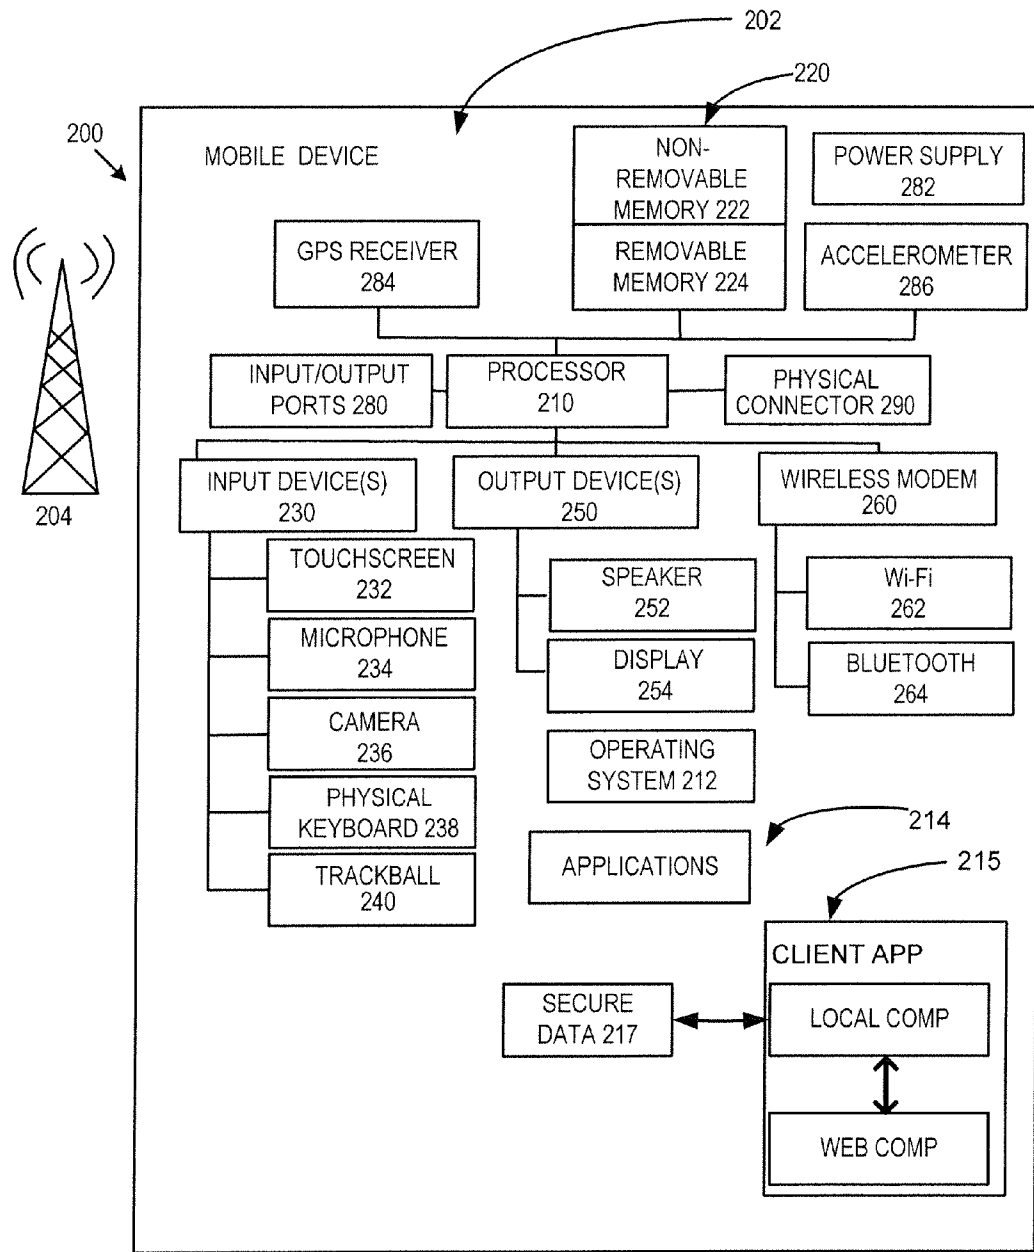 202
220
200
MOBILE DEVICE
NON-
REMOVABLE
MEMORY 222
POWER SUPPLY
282
GPS RECEIVER
284
REMOVABLE
MEMORY 224
ACCELEROMETER
286
INPUT/OUTPUT
PORTS 280
PROCESSOR
210
PHYSICAL
CONNECTOR 290
204
INPUT DEVICE(S)
230
OUTPUT DEVICE(S)
250
WIRELESS MODEM
260
TOUCHSCREEN
232
SPEAKER
252
Wi-Fi
262
MICROPHONE
234
DISPLAY
254
BLUETOOTH
264
CAMERA
236
OPERATING
SYSTEM 212
PHYSICAL
KEYBOARD 238
214
APPLICATIONS
TRACKBALL
240
215
CLIENT APP
SECURE
DATA 217
LOCAL COMP
WEB COMP